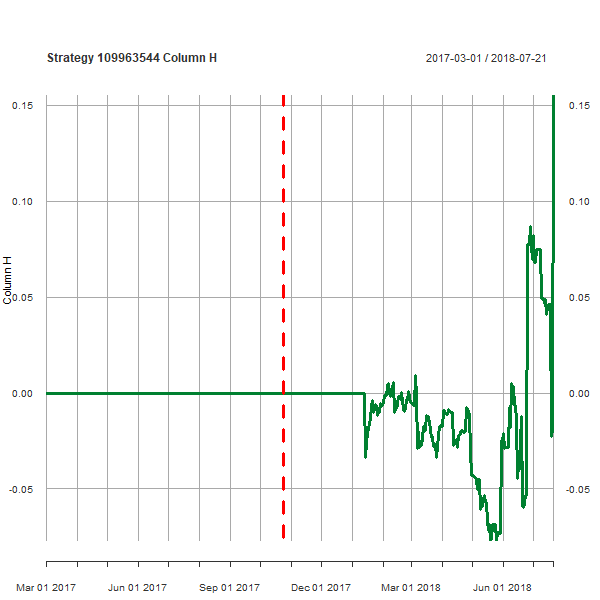 Strategy 109963544 Column H
2017-03-01 / 2018-07-21
0.15
0.15
0.10
0.10
Column H
0.05
0.05
0.00
0.00
-0.05
-0.05
Mar 01 2017
Jun 01 2017
Sep 01 2017
Dec 01 2017
Mar 01 2018
Jun 01 2018